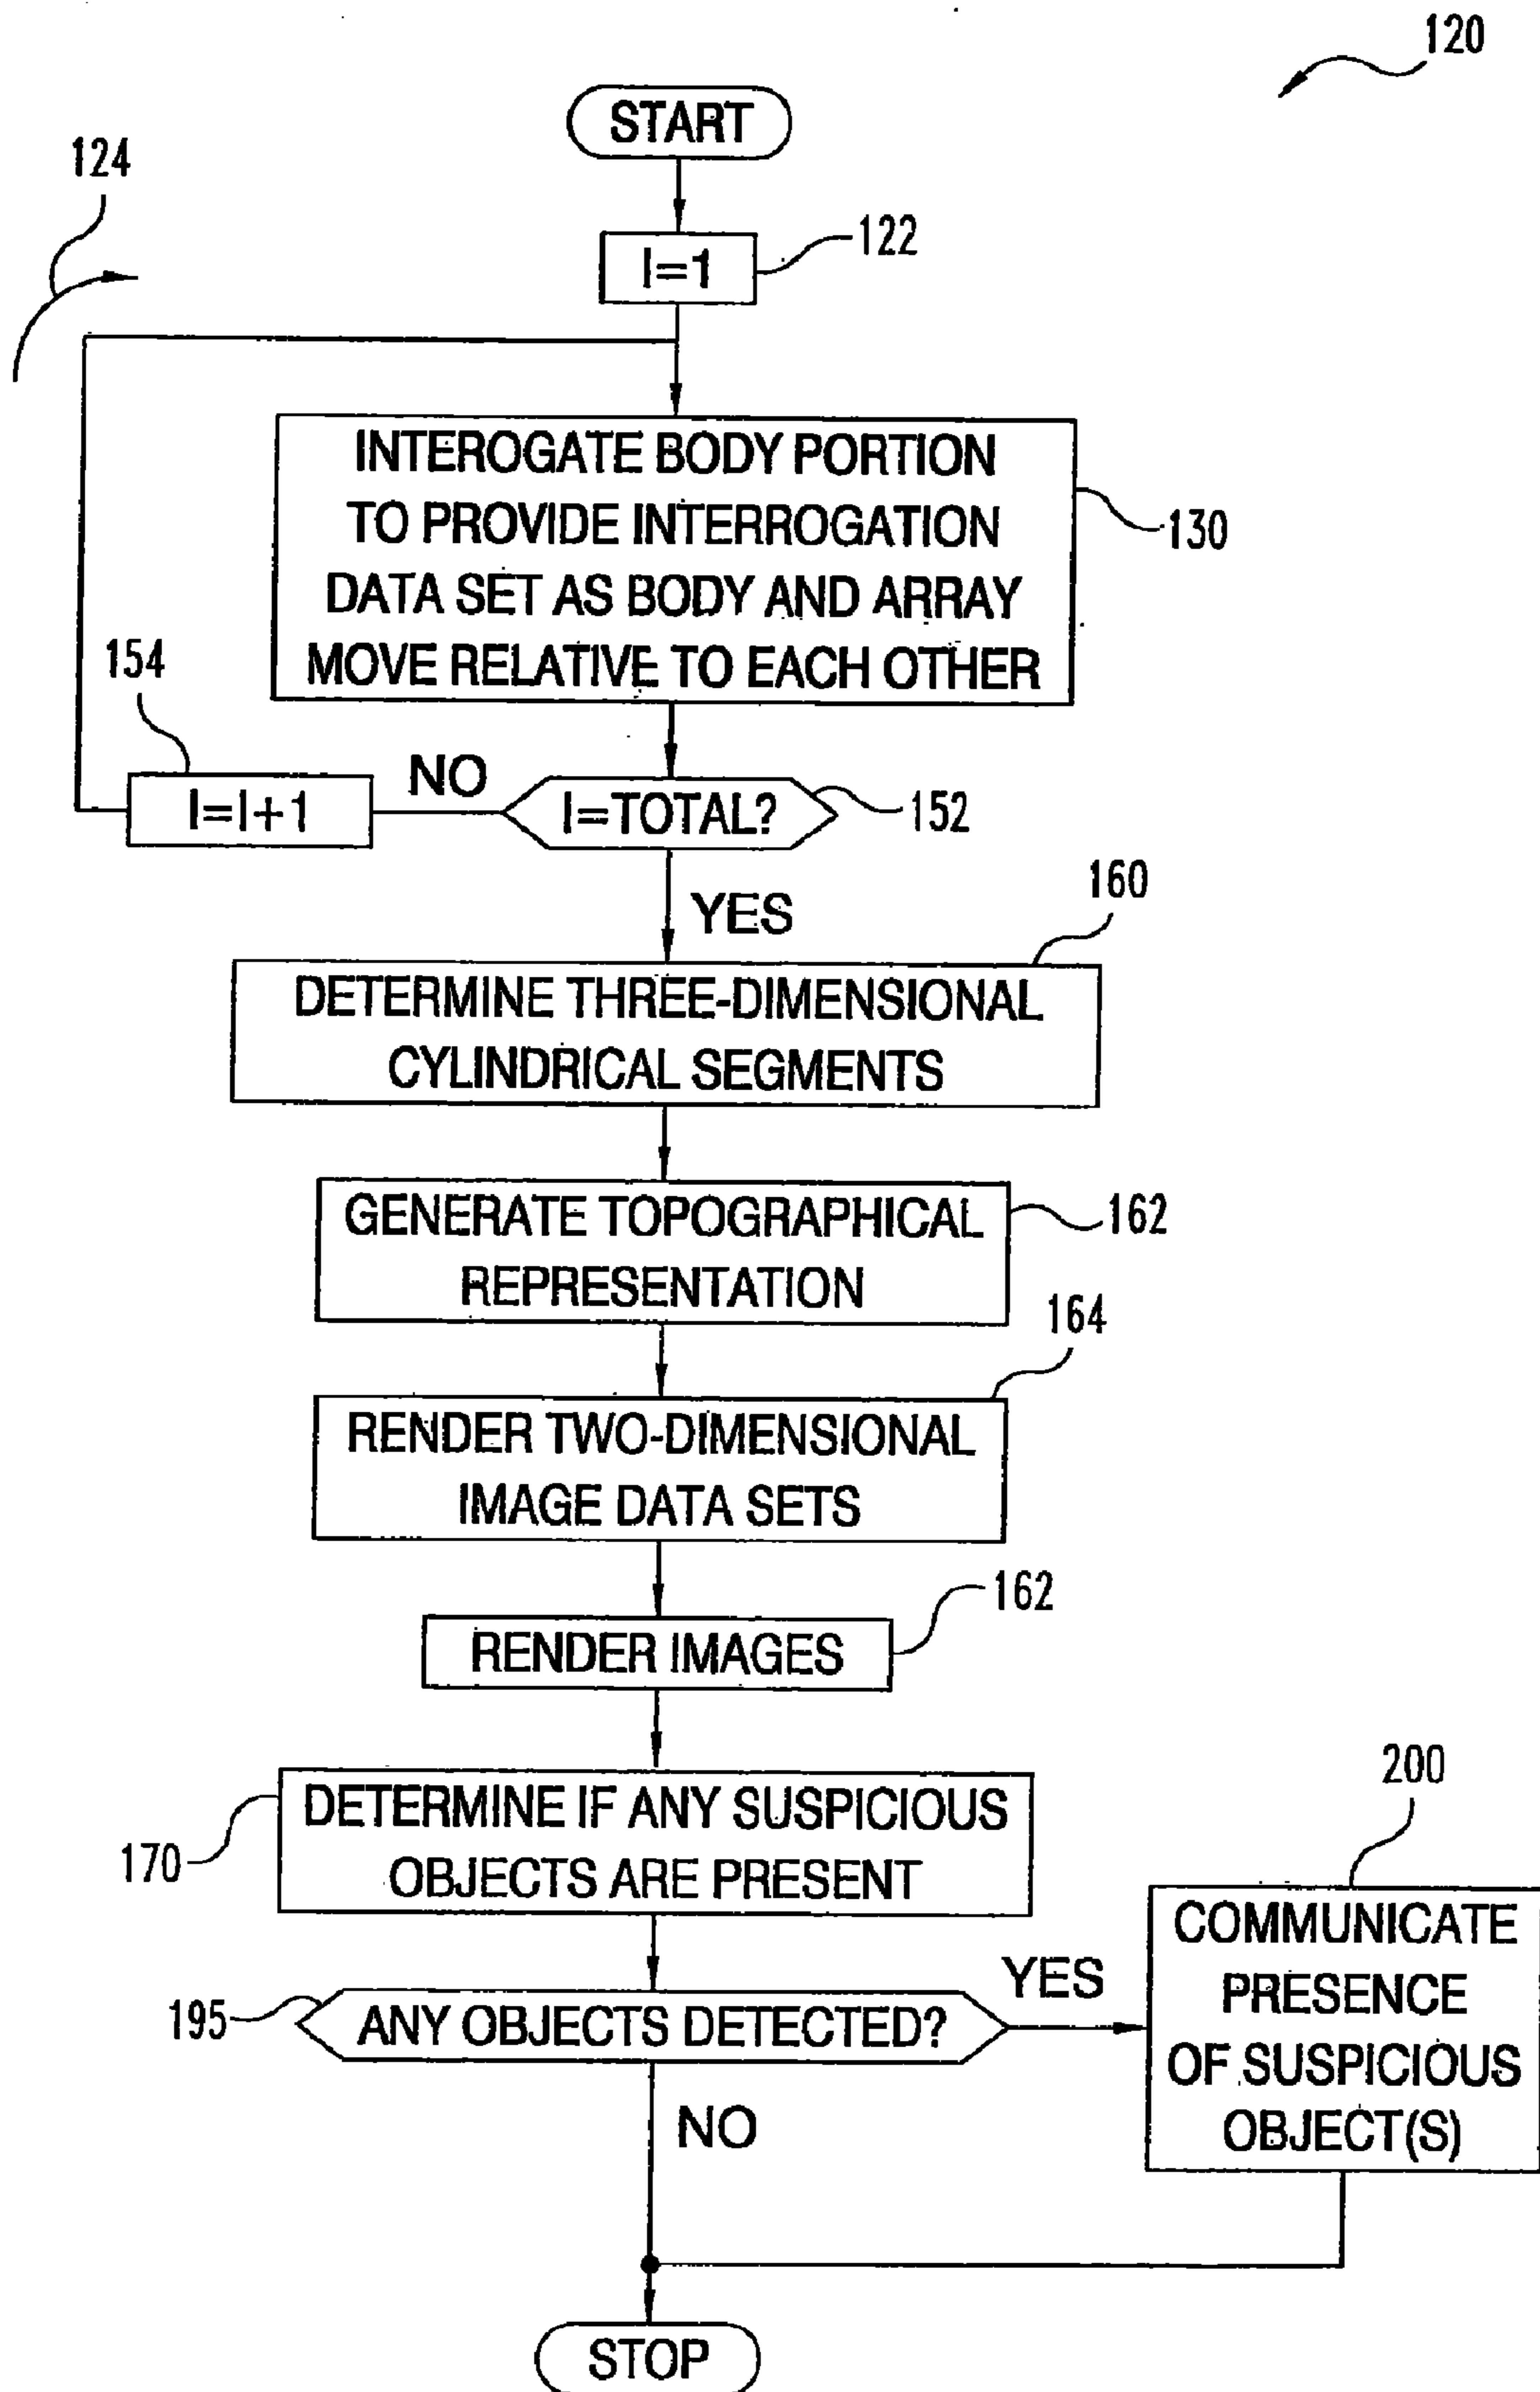 120
START
124
I=1
122
INTEROGATE BODY PORTION
TO PROVIDE INTERROGATION
DATA SET AS BODY AND ARRAY
MOVE RELATIVE TO EACH OTHER
130
154
I=I+1
NO
I=TOTAL?
152
YES
160
DETERMINE THREE-DIMENSIONAL
CYLINDRICAL SEGMENTS
GENERATE TOPOGRAPHICAL
REPRESENTATION
162
164
RENDER TWO-DIMENSIONAL
IMAGE DATA SETS
RENDER IMAGES
162
DETERMINE IF ANY SUSPICIOUS
OBJECTS ARE PRESENT
170
200
COMMUNICATE
PRESENCE
OF SUSPICIOUS
OBJECT(S)
195
ANY OBJECTS DETECTED?
YES
NO
STOP